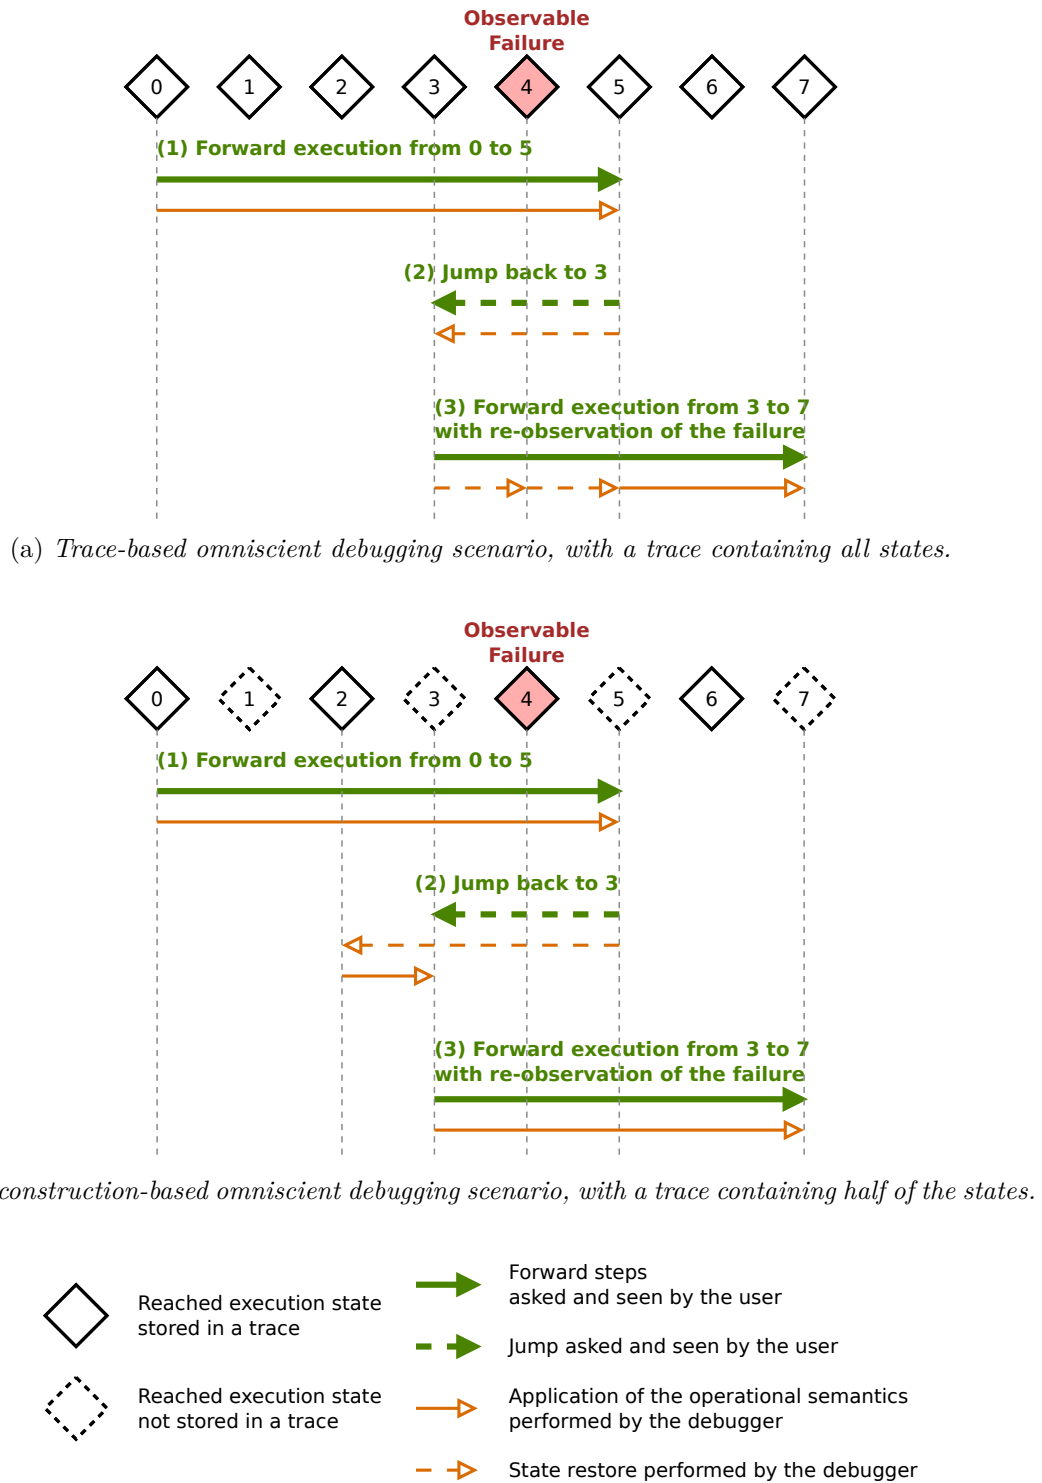 Observable
Failure
0 1 2 3 4 5 6 7
(1) Forward execution from 0 to 5
(2) Jump back to 3
(3) Forward execution from 3 to 7
with re-observation of the failure
(a) Trace-based omniscient debugging scenario, with a trace containing all states.
Observable
Failure
0 1 2 3 4 5 6 7
(1) Forward execution from 0 to 5
(2) Jump back to 3
(3) Forward execution from 3 to 7
with re-observation of the failure
construction-based omniscient debugging scenario, with a trace containing half of the states.
Reached execution state
stored in a trace
Reached execution state
not stored in a trace
Forward steps
asked and seen by the user
Jump asked and seen by the user
Application of the operational semantics
performed by the debugger
State restore performed by the debugger